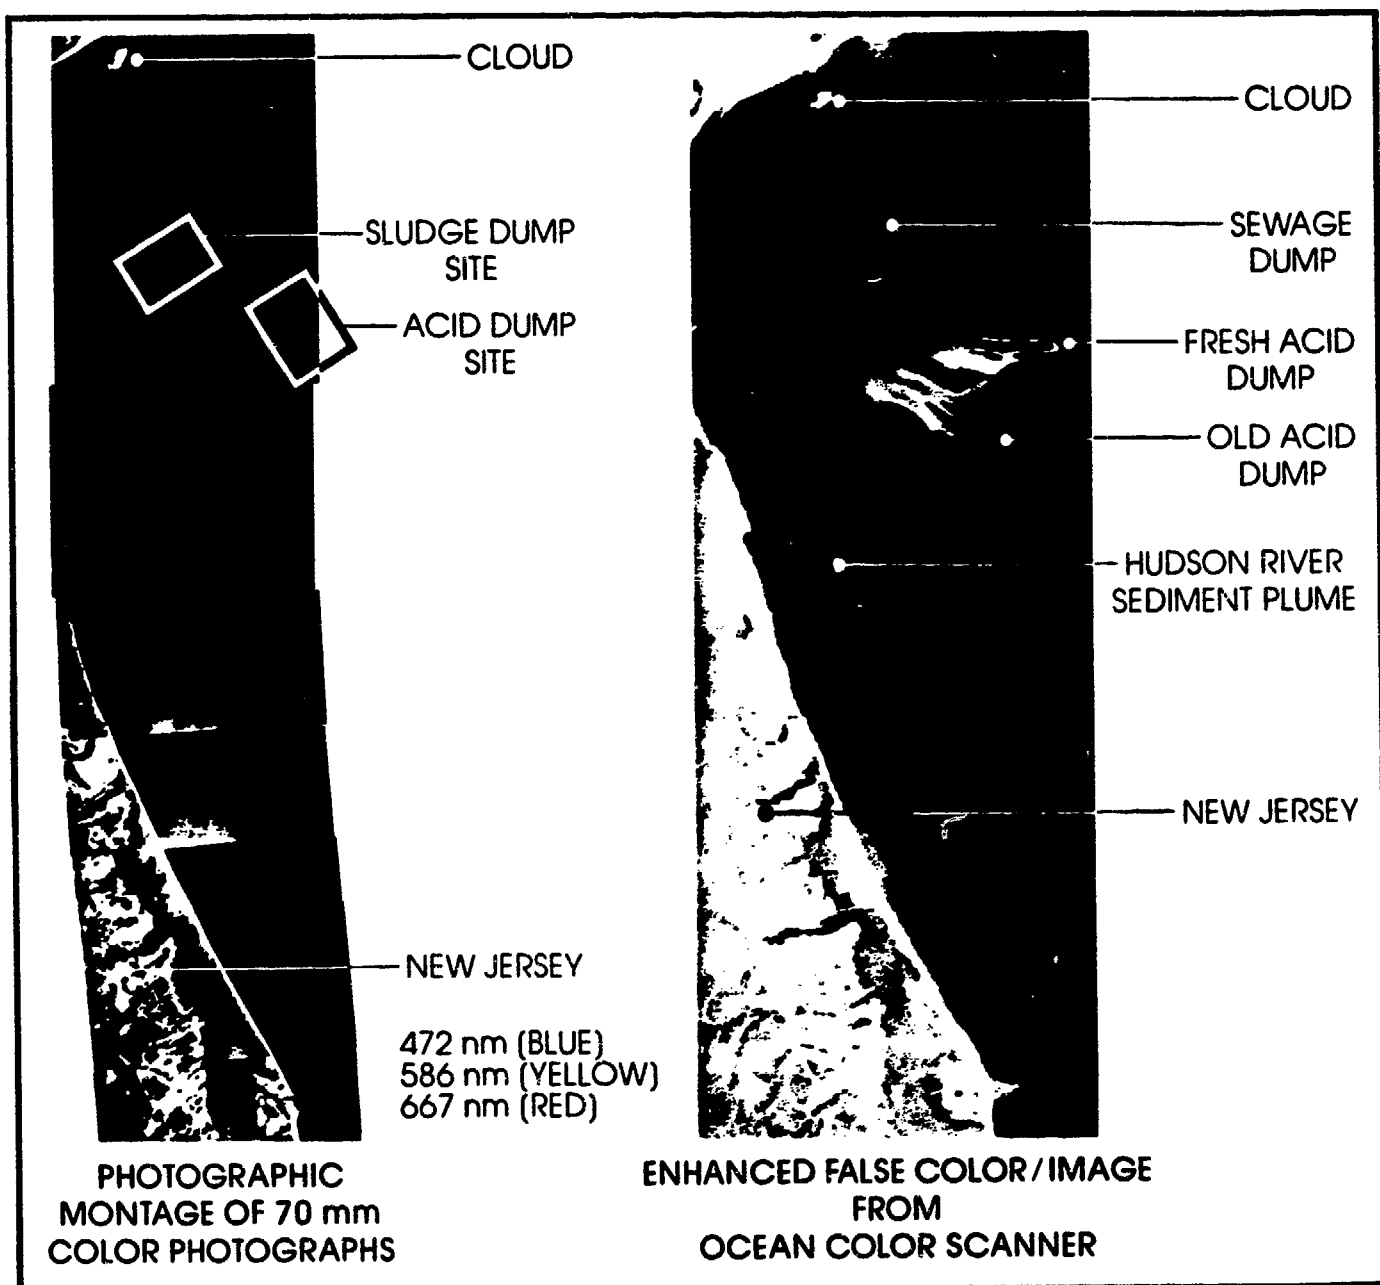 CLOUD
SLUDGE DUMP
SITE
ACID DUMP
SITE
NEW JERSEY
472 nm (BLUE)
586 nm (YELLOW)
667 nm (RED)
PHOTOGRAPHIC
MONTAGE OF 70 mm
COLOR PHOTOGRAPHS
CLOUD
SEWAGE
DUMP
FRESH ACID
DUMP
OLD ACID
DUMP
HUDSON RIVER
SEDIMENT PLUME
NEW JERSEY
ENHANCED FALSE COLOR/IMAGE
FROM
OCEAN COLOR SCANNER